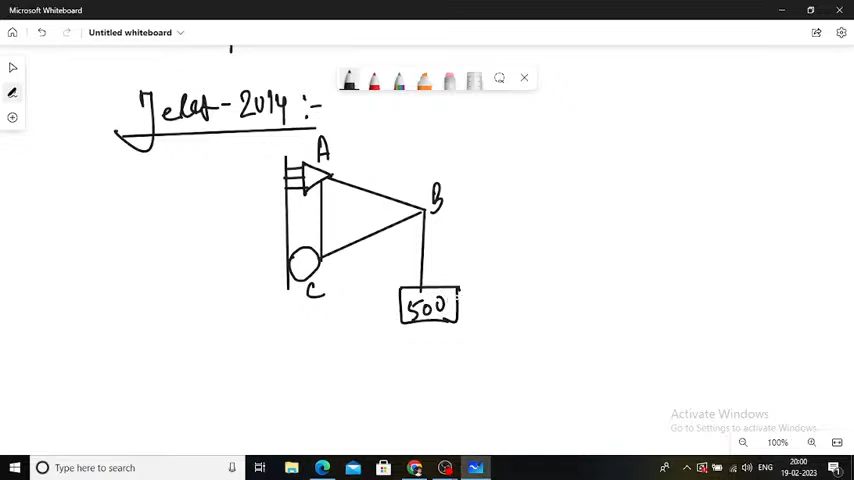 Microsoft Whiteboard
Untitled whiteboard
Jelet-2014 :-
A
B
C
500
Activate Windows
Go to Settings to activate Windows.
100%
Type here to search
ENG
20:00
19-02-2023